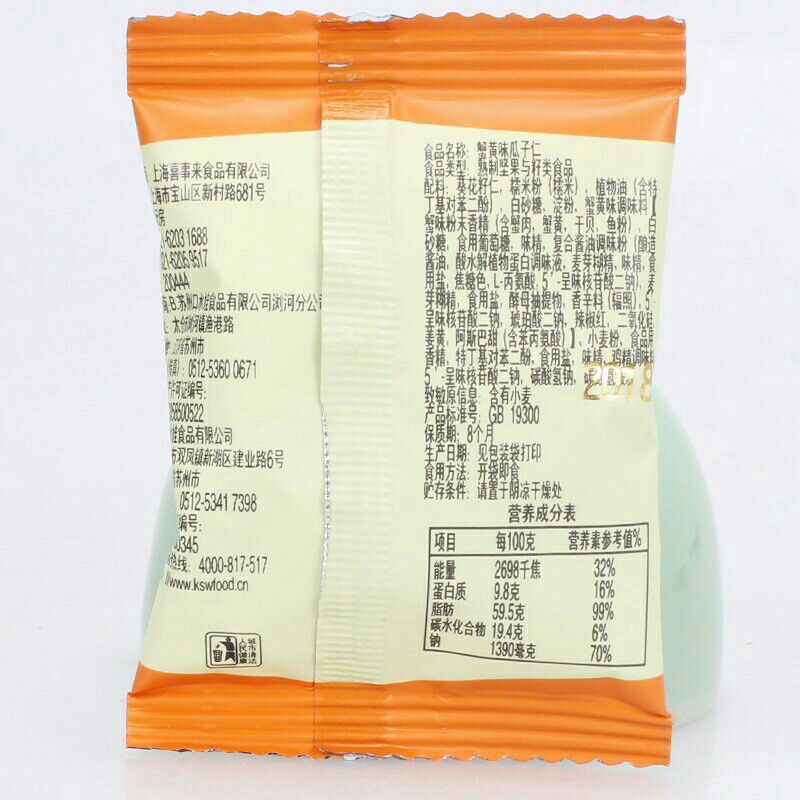 上海喜事来食品有限公司
海市宝山区新村路681号
房
-6203 1688
21-6206 9517
200444
高 B:苏州口水娃食品有限公司浏河分公
太仓市浏河镇渔港路
苏州市
0512-5360 0671
许可证编号:
58500522
娃食品有限公司
市双凤镇新湖区建业路6号
苏州市
0512-5341 7398
编号:
0345
热线: 4000-817-517
//www.kswfood.cn
城市清洁
人民健康
食品名称: 蟹黄味瓜子仁
食品类型: 熟制坚果与籽类食品
配料: 葵花籽仁, 糯米粉(糯米), 植物油(含特
丁基对苯二酚), 白砂糖, 淀粉, 蟹黄味调味料【
蟹味粉末香精(含蟹肉, 蟹黄, 干贝, 鱼粉), 白
砂糖, 食用葡萄糖, 味精, 复合酱油调味粉(酿造
酱油, 酸水解植物蛋白调味液, 麦芽糊精, 味精, 食
用盐, 焦糖色, L-丙氨酸, 5'-呈味核苷酸二钠), 麦
芽糊精, 食用盐, 酵母抽提物, 香辛料(辐照), 5'-
呈味核苷酸二钠, 琥珀酸二钠, 辣椒红, 二氧化硅
姜黄, 阿斯巴甜(含苯丙氨酸)】, 小麦粉, 食品用
香精, 特丁基对苯二酚, 食用盐, 味精, 鸡精调味料
5'-呈味核苷酸二钠, 碳酸氢钠, 碳
2018
致敏原信息: 含有小麦
产品标准号: GB 19300
保质期: 8个月
生产日期: 见包装袋打印
食用方法: 开袋即食
贮存条件: 请置于阴凉干燥处
营养成分表
项目 每100克 营养素参考值%
能量 2698千焦 32%
蛋白质 9.8克 16%
脂肪 59.5克 99%
碳水化合物 19.4克 6%
钠 1390毫克 70%